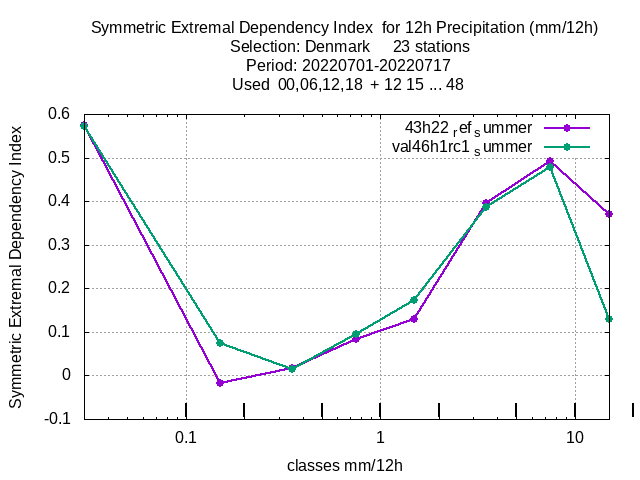 Symmetric Extremal Dependency Index for 12h Precipitation (mm/12h)
Selection: Denmark 23 stations
Period: 20220701-20220717
Used 00,06,12,18 + 12 15 ... 48
43h22 ref summer
val46h1rc1 summer
Symmetric Extremal Dependency Index
0.6
0.5
0.4
0.3
0.2
0.1
0
-0.1
0.1
1
10
classes mm/12h